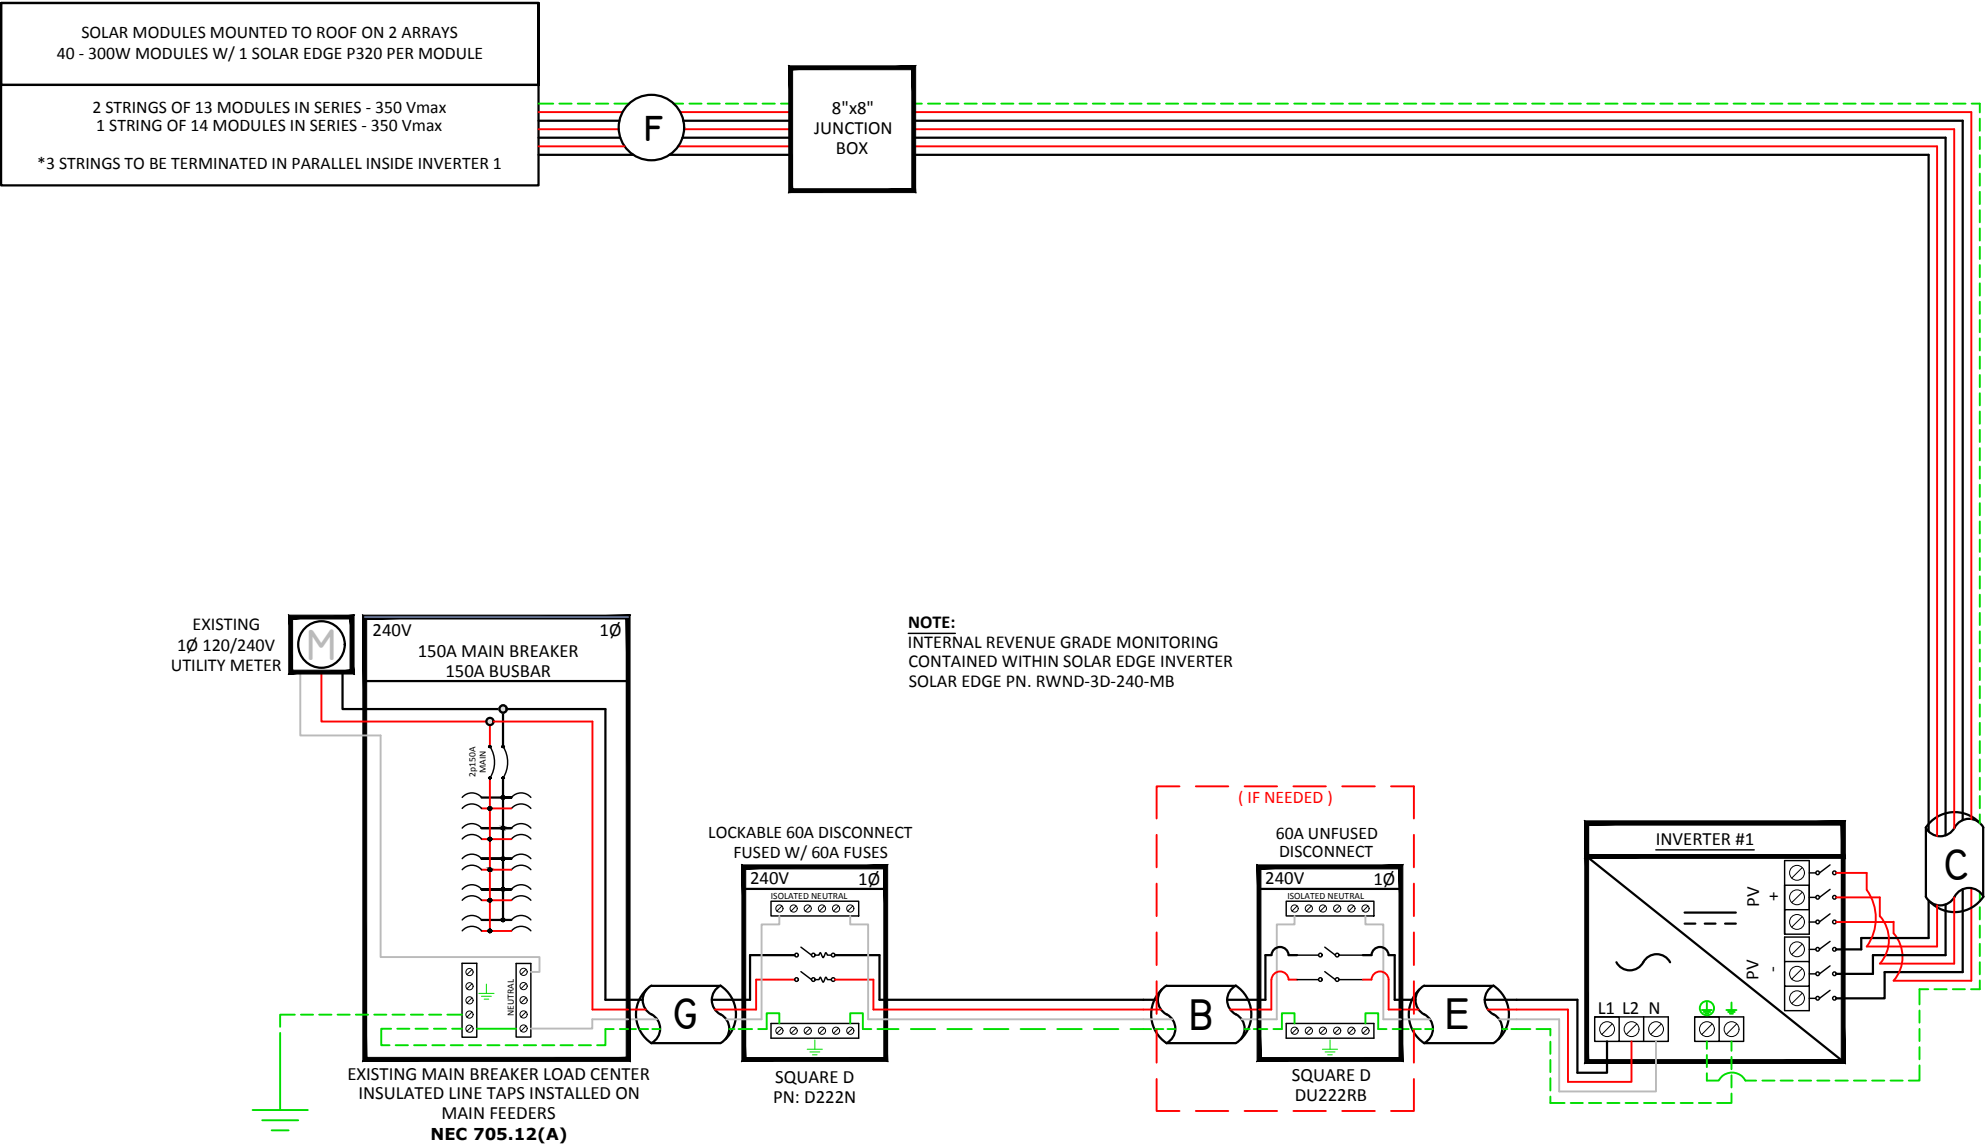 SOLAR MODULES MOUNTED TO ROOF ON 2 ARRAYS
40 - 300W MODULES W/ 1 SOLAR EDGE P320 PER MODULE
2 STRINGS OF 13 MODULES IN SERIES - 350 Vmax
1 STRING OF 14 MODULES IN SERIES - 350 Vmax
*3 STRINGS TO BE TERMINATED IN PARALLEL INSIDE INVERTER 1
F
8"x8"
JUNCTION
BOX
EXISTING
1Ø 120/240V
UTILITY METER
M
240V 1Ø
150A MAIN BREAKER
150A BUSBAR
2p150A
MAIN
NEUTRAL
EXISTING MAIN BREAKER LOAD CENTER
INSULATED LINE TAPS INSTALLED ON
MAIN FEEDERS
NEC 705.12(A)
G
LOCKABLE 60A DISCONNECT
FUSED W/ 60A FUSES
240V 1Ø
ISOLATED NEUTRAL
SQUARE D
PN: D222N
NOTE:
INTERNAL REVENUE GRADE MONITORING
CONTAINED WITHIN SOLAR EDGE INVERTER
SOLAR EDGE PN. RWND-3D-240-MB
B
( IF NEEDED )
60A UNFUSED
DISCONNECT
240V 1Ø
ISOLATED NEUTRAL
SQUARE D
DU222RB
E
INVERTER #1
PV +
PV -
L1 L2 N
C